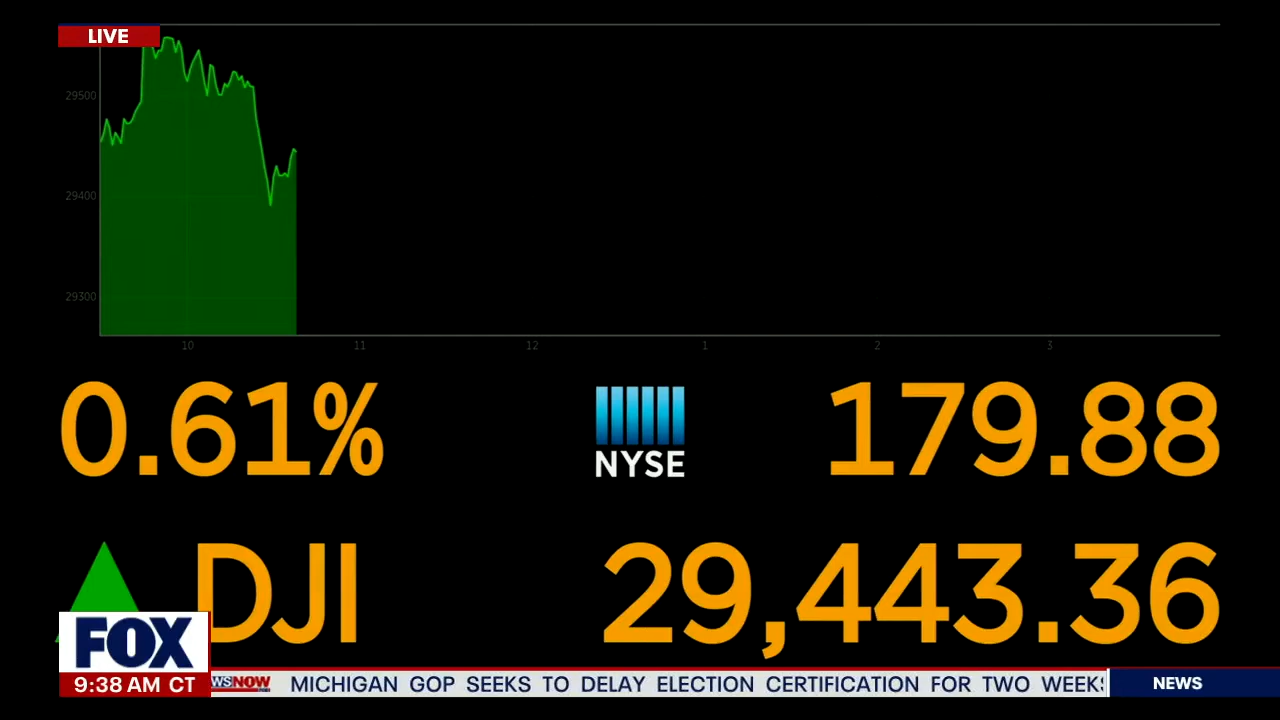 LIVE
29500
29400
29300
10 11 12 1 2 3
0.61% NYSE 179.88
DJI 29,443.36
FOX
9:38 AM CT
WSNOW MICHIGAN GOP SEEKS TO DELAY ELECTION CERTIFICATION FOR TWO WEEKS NEWS